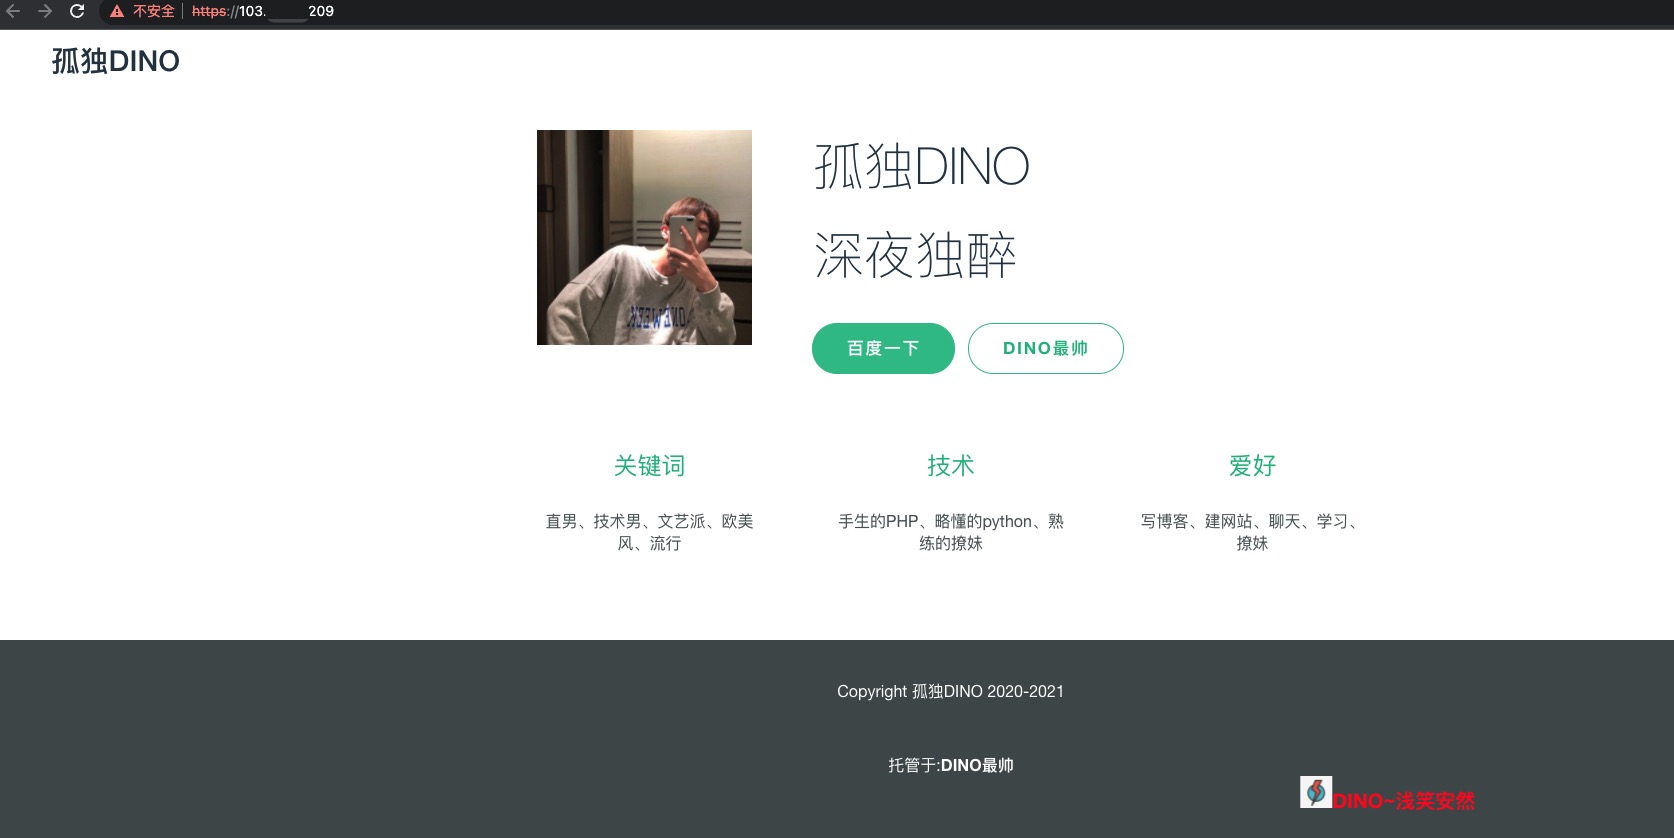 不安全 https://103. 209
孤独DINO
孤独DINO
深夜独醉
百度一下 DINO最帅
关键词 技术 爱好
直男、技术男、文艺派、欧美
风、流行
手生的PHP、略懂的python、熟
练的撩妹
写博客、建网站、聊天、学习、
撩妹
Copyright 孤独DINO 2020-2021
托管于:DINO最帅
DINO~浅笑安然